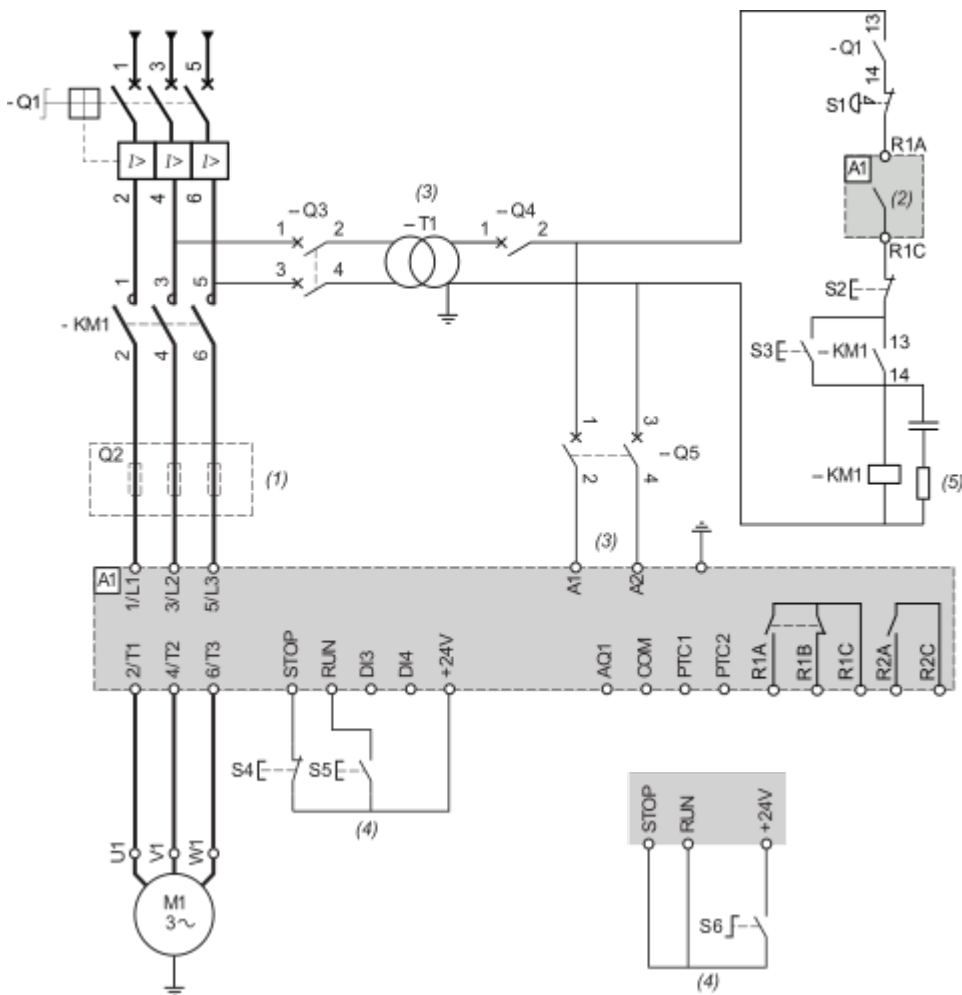 1 3 5
13
-Q1
-Q1
14
S1
I> I> I>
R1A
A1
(2)
2 4 6
(3)
-Q3
1 2
-T1
-Q4
1 2
R1C
3 4
S2
1 3 5
-KM1
S3
-KM1
13
14
2 4 6
1 3
-Q5
2 4
Q2
(1)
-KM1
(5)
(3)
A1
1/L1 3/L2 5/L3
A1 A2
2/T1 4/T2 6/T3
STOP RUN DI3 DI4 +24V
AQ1 COM PTC1 PTC2 R1A R1B R1C R2A R2C
S4
S5
(4)
STOP RUN +24V
U1 V1 W1
M1
3~
S6
(4)